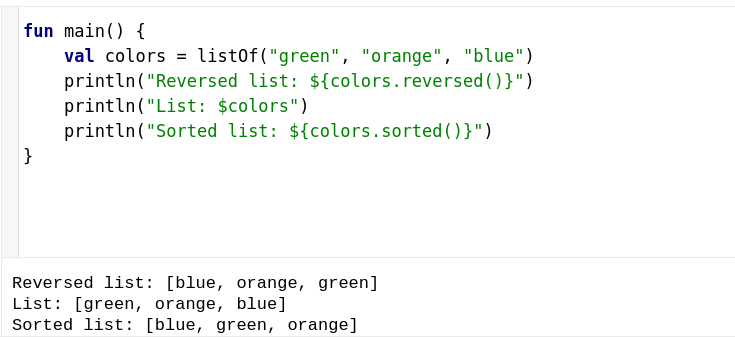 fun main() {
    val colors = listOf("green", "orange", "blue")
    println("Reversed list: ${colors.reversed()}")
    println("List: $colors")
    println("Sorted list: ${colors.sorted()}")
}
Reversed list: [blue, orange, green]
List: [green, orange, blue]
Sorted list: [blue, green, orange]